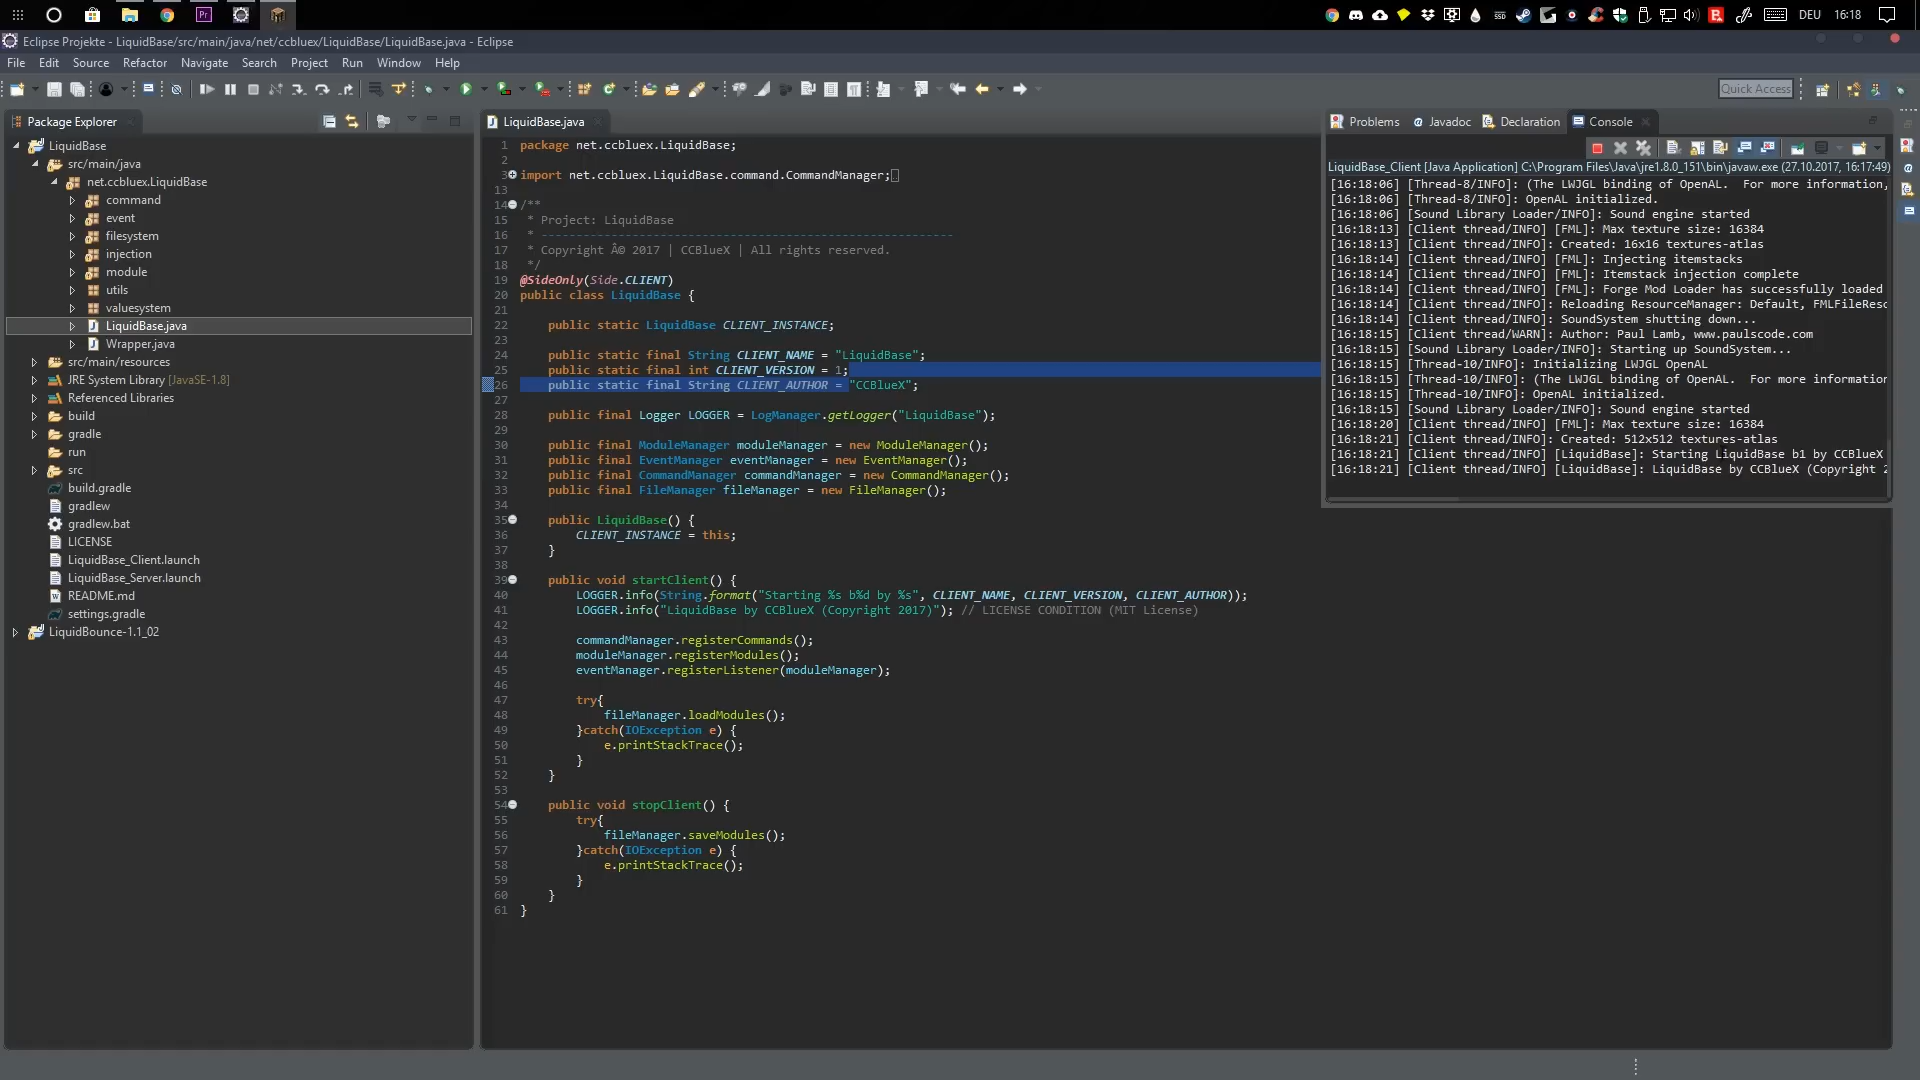 DEU 16:18
Eclipse Projekte - LiquidBase/src/main/java/net/ccbluex/LiquidBase/LiquidBase.java - Eclipse
File Edit Source Refactor Navigate Search Project Run Window Help
Quick Access
Package Explorer
LiquidBase
src/main/java
net.ccbluex.LiquidBase
command
event
filesystem
injection
module
utils
valuesystem
LiquidBase.java
Wrapper.java
src/main/resources
JRE System Library [JavaSE-1.8]
Referenced Libraries
build
gradle
run
src
build.gradle
gradlew
gradlew.bat
LICENSE
LiquidBase_Client.launch
LiquidBase_Server.launch
README.md
settings.gradle
LiquidBounce-1.1_02
LiquidBase.java
1 package net.ccbluex.LiquidBase;
2
3 import net.ccbluex.LiquidBase.command.CommandManager;
13
14 /**
15  * Project: LiquidBase
16  * -----------------------------------------------------------
17  * Copyright Â© 2017 | CCBlueX | All rights reserved.
18  */
19 @SideOnly(Side.CLIENT)
20 public class LiquidBase {
21
22     public static LiquidBase CLIENT_INSTANCE;
23
24     public static final String CLIENT_NAME = "LiquidBase";
25     public static final int CLIENT_VERSION = 1;
26     public static final String CLIENT_AUTHOR = "CCBlueX";
27
28     public final Logger LOGGER = LogManager.getLogger("LiquidBase");
29
30     public final ModuleManager moduleManager = new ModuleManager();
31     public final EventManager eventManager = new EventManager();
32     public final CommandManager commandManager = new CommandManager();
33     public final FileManager fileManager = new FileManager();
34
35     public LiquidBase() {
36         CLIENT_INSTANCE = this;
37     }
38
39     public void startClient() {
40         LOGGER.info(String.format("Starting %s b%d by %s", CLIENT_NAME, CLIENT_VERSION, CLIENT_AUTHOR));
41         LOGGER.info("LiquidBase by CCBlueX (Copyright 2017)"); // LICENSE CONDITION (MIT License)
42
43         commandManager.registerCommands();
44         moduleManager.registerModules();
45         eventManager.registerListener(moduleManager);
46
47         try{
48             fileManager.loadModules();
49         }catch(IOException e) {
50             e.printStackTrace();
51         }
52     }
53
54     public void stopClient() {
55         try{
56             fileManager.saveModules();
57         }catch(IOException e) {
58             e.printStackTrace();
59         }
60     }
61 }
Problems Javadoc Declaration Console
LiquidBase_Client [Java Application] C:\Program Files\Java\jre1.8.0_151\bin\javaw.exe (27.10.2017, 16:17:49)
[16:18:06] [Thread-8/INFO]: (The LWJGL binding of OpenAL.  For more information,
[16:18:06] [Thread-8/INFO]: OpenAL initialized.
[16:18:06] [Sound Library Loader/INFO]: Sound engine started
[16:18:13] [Client thread/INFO] [FML]: Max texture size: 16384
[16:18:13] [Client thread/INFO]: Created: 16x16 textures-atlas
[16:18:14] [Client thread/INFO] [FML]: Injecting itemstacks
[16:18:14] [Client thread/INFO] [FML]: Itemstack injection complete
[16:18:14] [Client thread/INFO] [FML]: Forge Mod Loader has successfully loaded
[16:18:14] [Client thread/INFO]: Reloading ResourceManager: Default, FMLFileReso
[16:18:14] [Client thread/INFO]: SoundSystem shutting down...
[16:18:15] [Client thread/WARN]: Author: Paul Lamb, www.paulscode.com
[16:18:15] [Sound Library Loader/INFO]: Starting up SoundSystem...
[16:18:15] [Thread-10/INFO]: Initializing LWJGL OpenAL
[16:18:15] [Thread-10/INFO]: (The LWJGL binding of OpenAL.  For more information
[16:18:15] [Thread-10/INFO]: OpenAL initialized.
[16:18:15] [Sound Library Loader/INFO]: Sound engine started
[16:18:20] [Client thread/INFO] [FML]: Max texture size: 16384
[16:18:21] [Client thread/INFO]: Created: 512x512 textures-atlas
[16:18:21] [Client thread/INFO] [LiquidBase]: Starting LiquidBase b1 by CCBlueX
[16:18:21] [Client thread/INFO] [LiquidBase]: LiquidBase by CCBlueX (Copyright 2